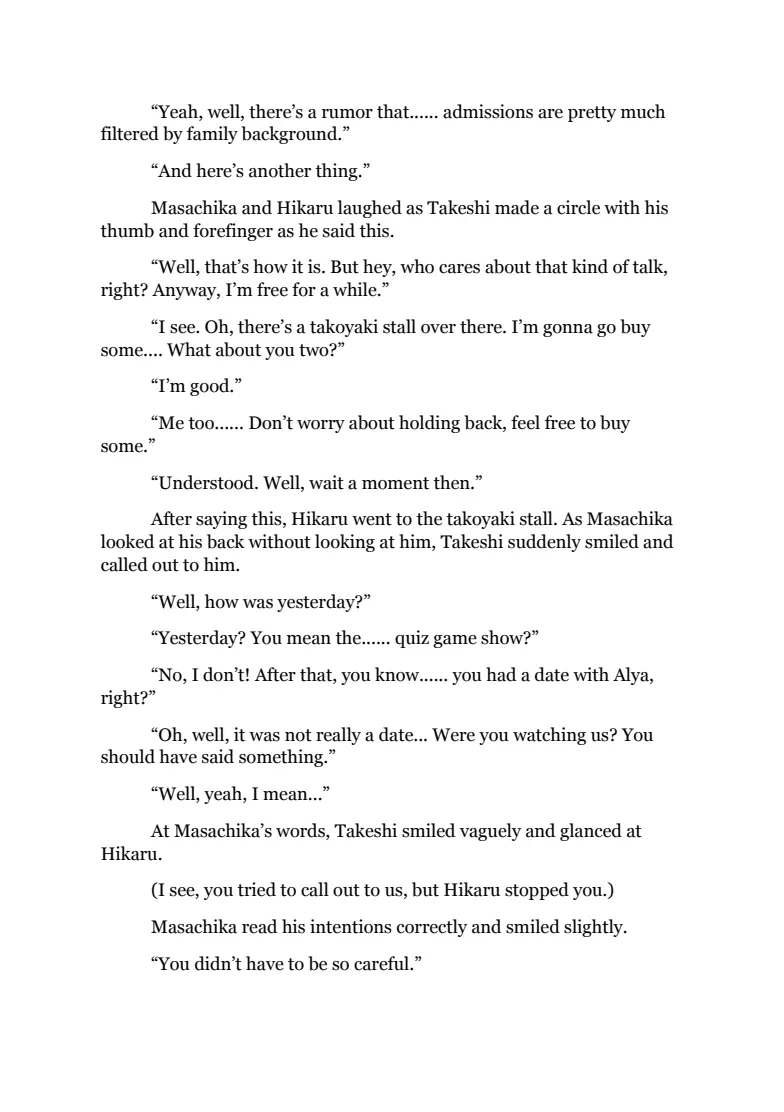 “Yeah, well, there’s a rumor that...... admissions are pretty much
filtered by family background.”
“And here’s another thing.”
Masachika and Hikaru laughed as Takeshi made a circle with his
thumb and forefinger as he said this.
“Well, that’s how it is. But hey, who cares about that kind of talk,
right? Anyway, I’m free for a while.”
“I see. Oh, there’s a takoyaki stall over there. I’m gonna go buy
some.... What about you two?”
“I’m good.”
“Me too...... Don’t worry about holding back, feel free to buy
some.”
“Understood. Well, wait a moment then.”
After saying this, Hikaru went to the takoyaki stall. As Masachika
looked at his back without looking at him, Takeshi suddenly smiled and
called out to him.
“Well, how was yesterday?”
“Yesterday? You mean the...... quiz game show?”
“No, I don’t! After that, you know...... you had a date with Alya,
right?”
“Oh, well, it was not really a date... Were you watching us? You
should have said something.”
“Well, yeah, I mean...”
At Masachika’s words, Takeshi smiled vaguely and glanced at
Hikaru.
(I see, you tried to call out to us, but Hikaru stopped you.)
Masachika read his intentions correctly and smiled slightly.
“You didn’t have to be so careful.”